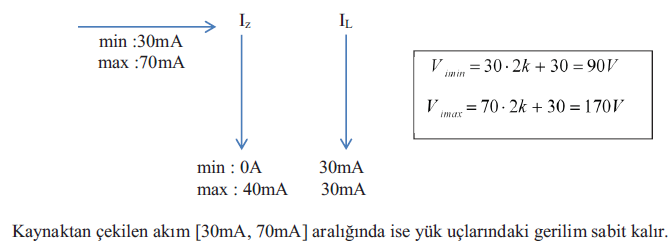 I_z I_L
min :30mA
max :70mA
V_imin = 30 · 2k + 30 = 90V
V_imax = 70 · 2k + 30 = 170V
min : 0A 30mA
max : 40mA 30mA
Kaynaktan çekilen akım [30mA, 70mA] aralığında ise yük uçlarındaki gerilim sabit kalır.